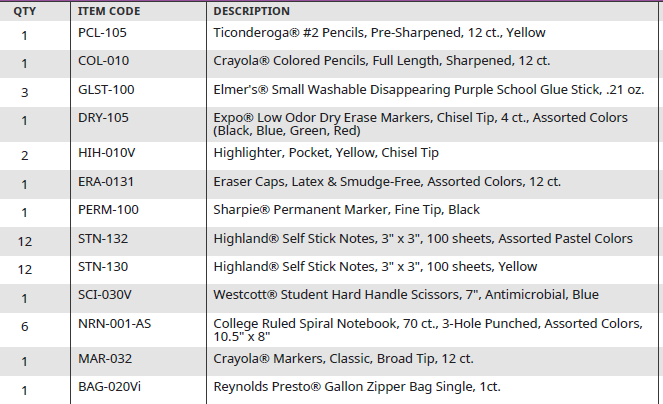 QTY ITEM CODE DESCRIPTION
1 PCL-105 Ticonderoga® #2 Pencils, Pre-Sharpened, 12 ct., Yellow
1 COL-010 Crayola® Colored Pencils, Full Length, Sharpened, 12 ct.
3 GLST-100 Elmer's® Small Washable Disappearing Purple School Glue Stick, .21 oz.
1 DRY-105 Expo® Low Odor Dry Erase Markers, Chisel Tip, 4 ct., Assorted Colors
(Black, Blue, Green, Red)
2 HIH-010V Highlighter, Pocket, Yellow, Chisel Tip
1 ERA-0131 Eraser Caps, Latex & Smudge-Free, Assorted Colors, 12 ct.
1 PERM-100 Sharpie® Permanent Marker, Fine Tip, Black
12 STN-132 Highland® Self Stick Notes, 3" x 3", 100 sheets, Assorted Pastel Colors
12 STN-130 Highland® Self Stick Notes, 3" x 3", 100 sheets, Yellow
1 SCI-030V Westcott® Student Hard Handle Scissors, 7", Antimicrobial, Blue
6 NRN-001-AS College Ruled Spiral Notebook, 70 ct., 3-Hole Punched, Assorted Colors,
10.5" x 8"
1 MAR-032 Crayola® Markers, Classic, Broad Tip, 12 ct.
1 BAG-020Vi Reynolds Presto® Gallon Zipper Bag Single, 1ct.